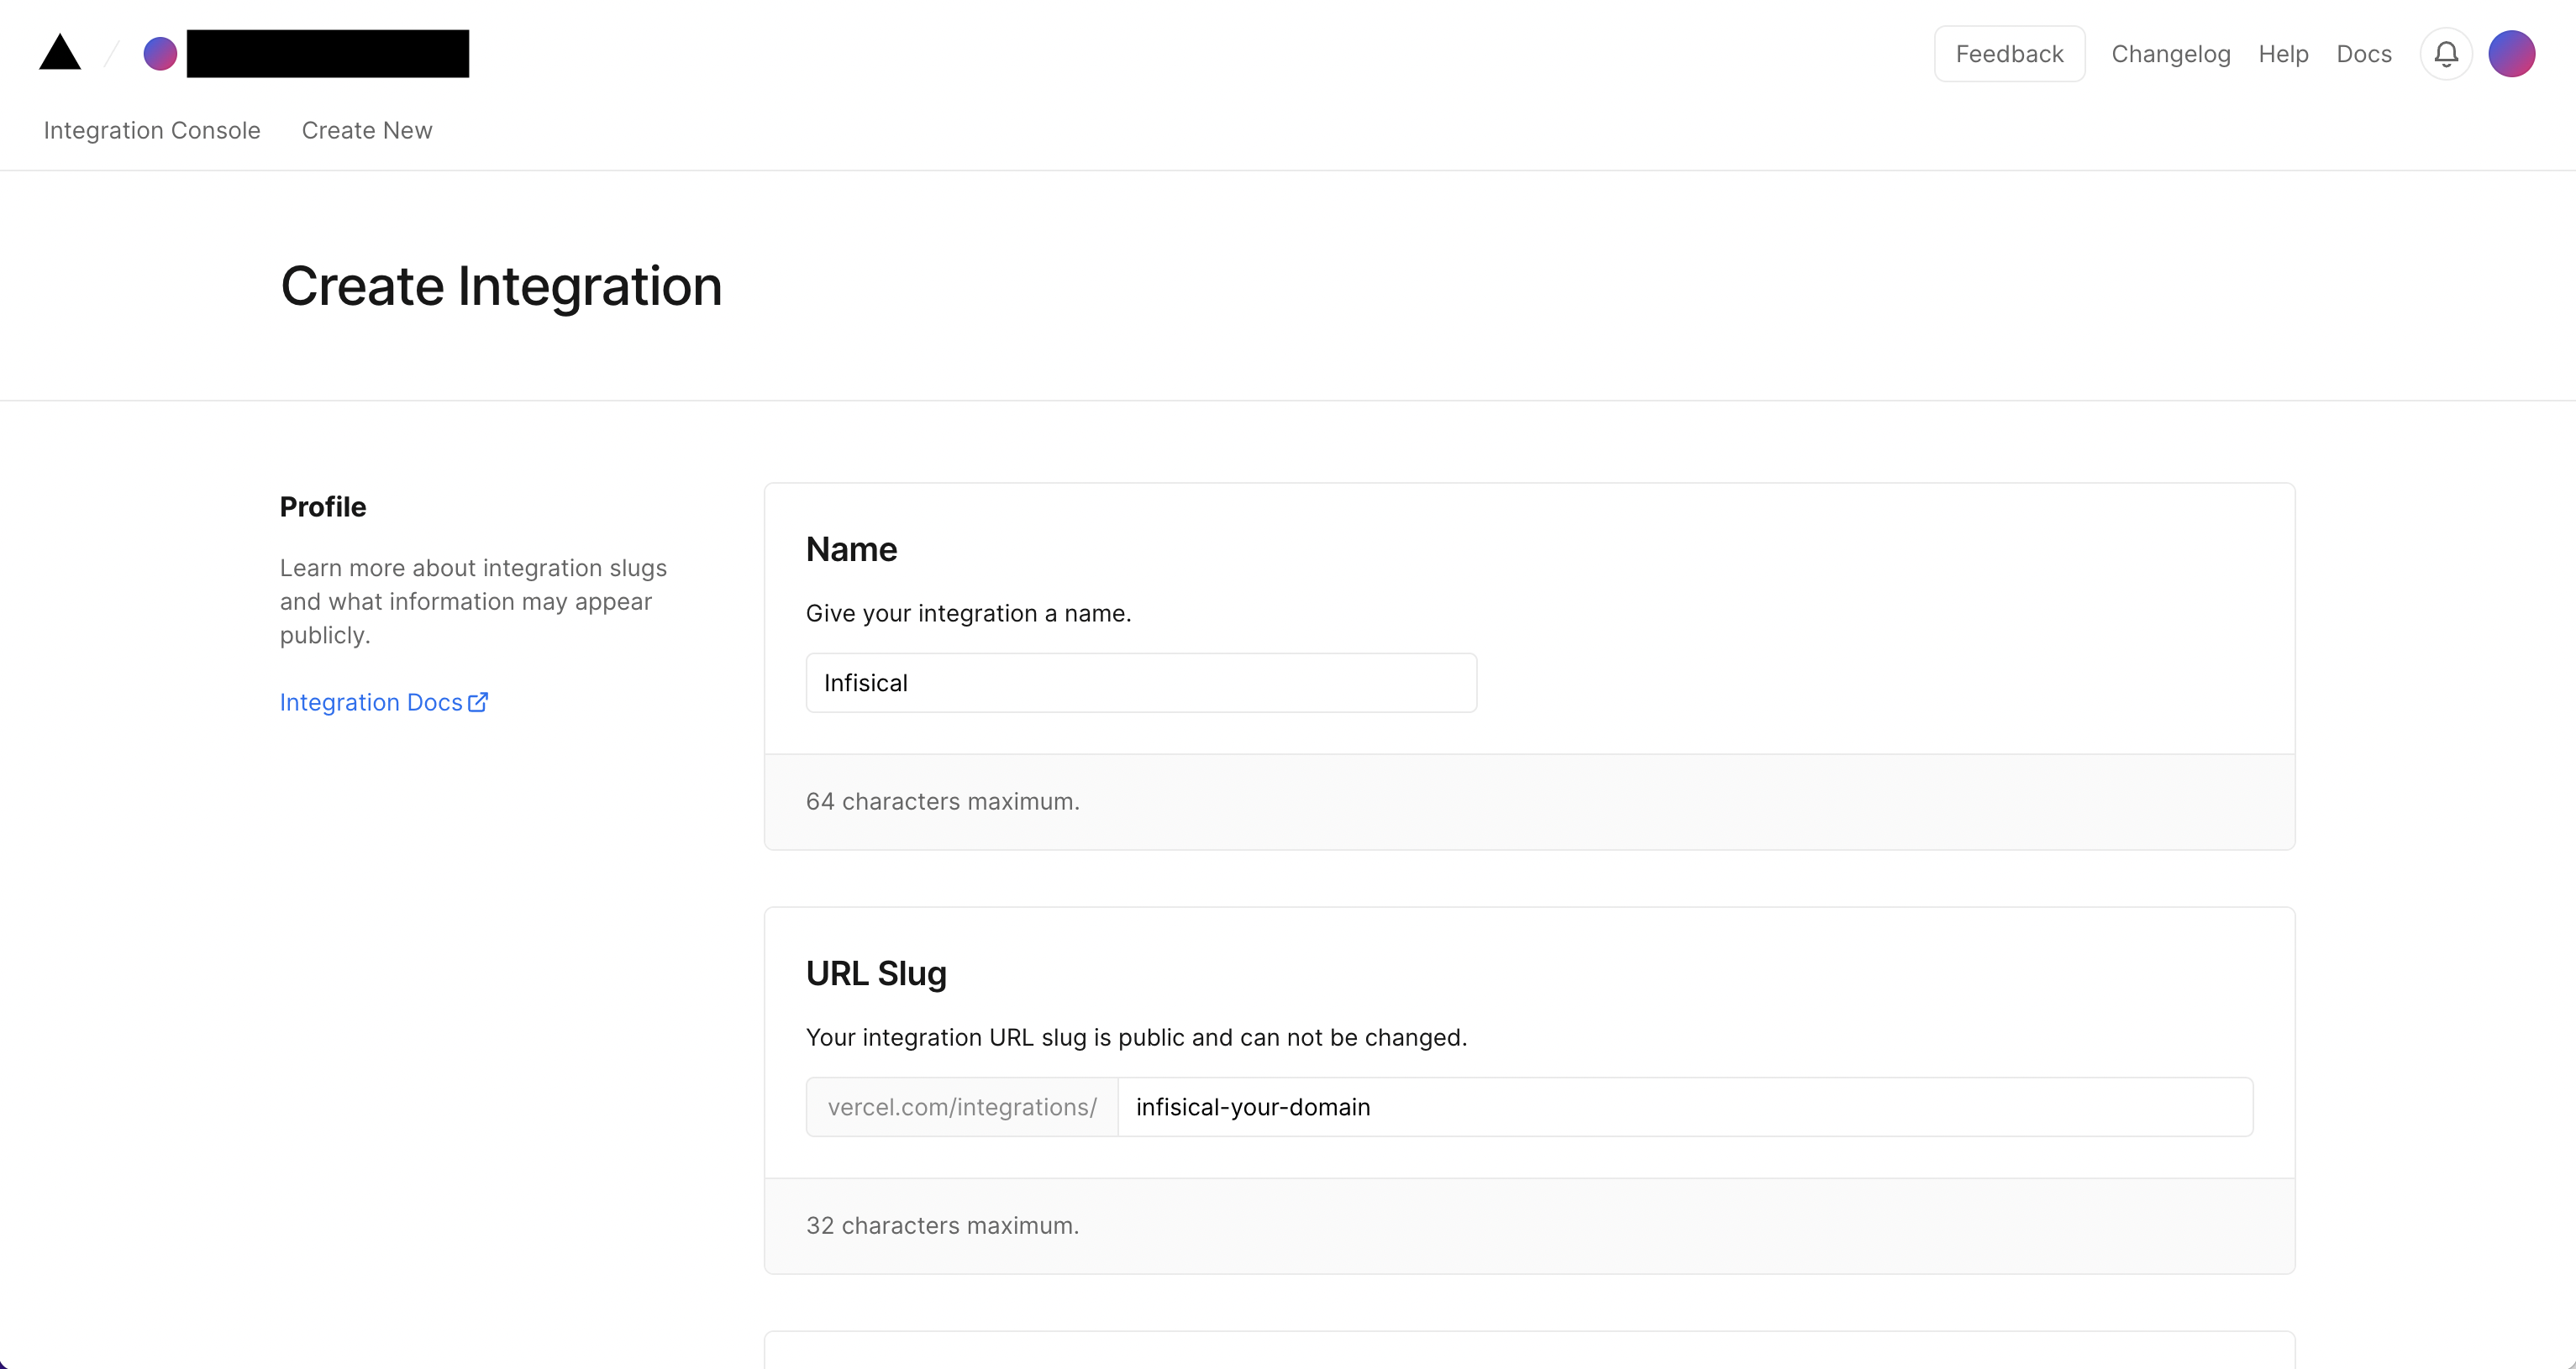 Feedback Changelog Help Docs
Integration Console Create New
Create Integration
Profile
Learn more about integration slugs
and what information may appear
publicly.
Integration Docs
Name
Give your integration a name.
Infisical
64 characters maximum.
URL Slug
Your integration URL slug is public and can not be changed.
vercel.com/integrations/ infisical-your-domain
32 characters maximum.